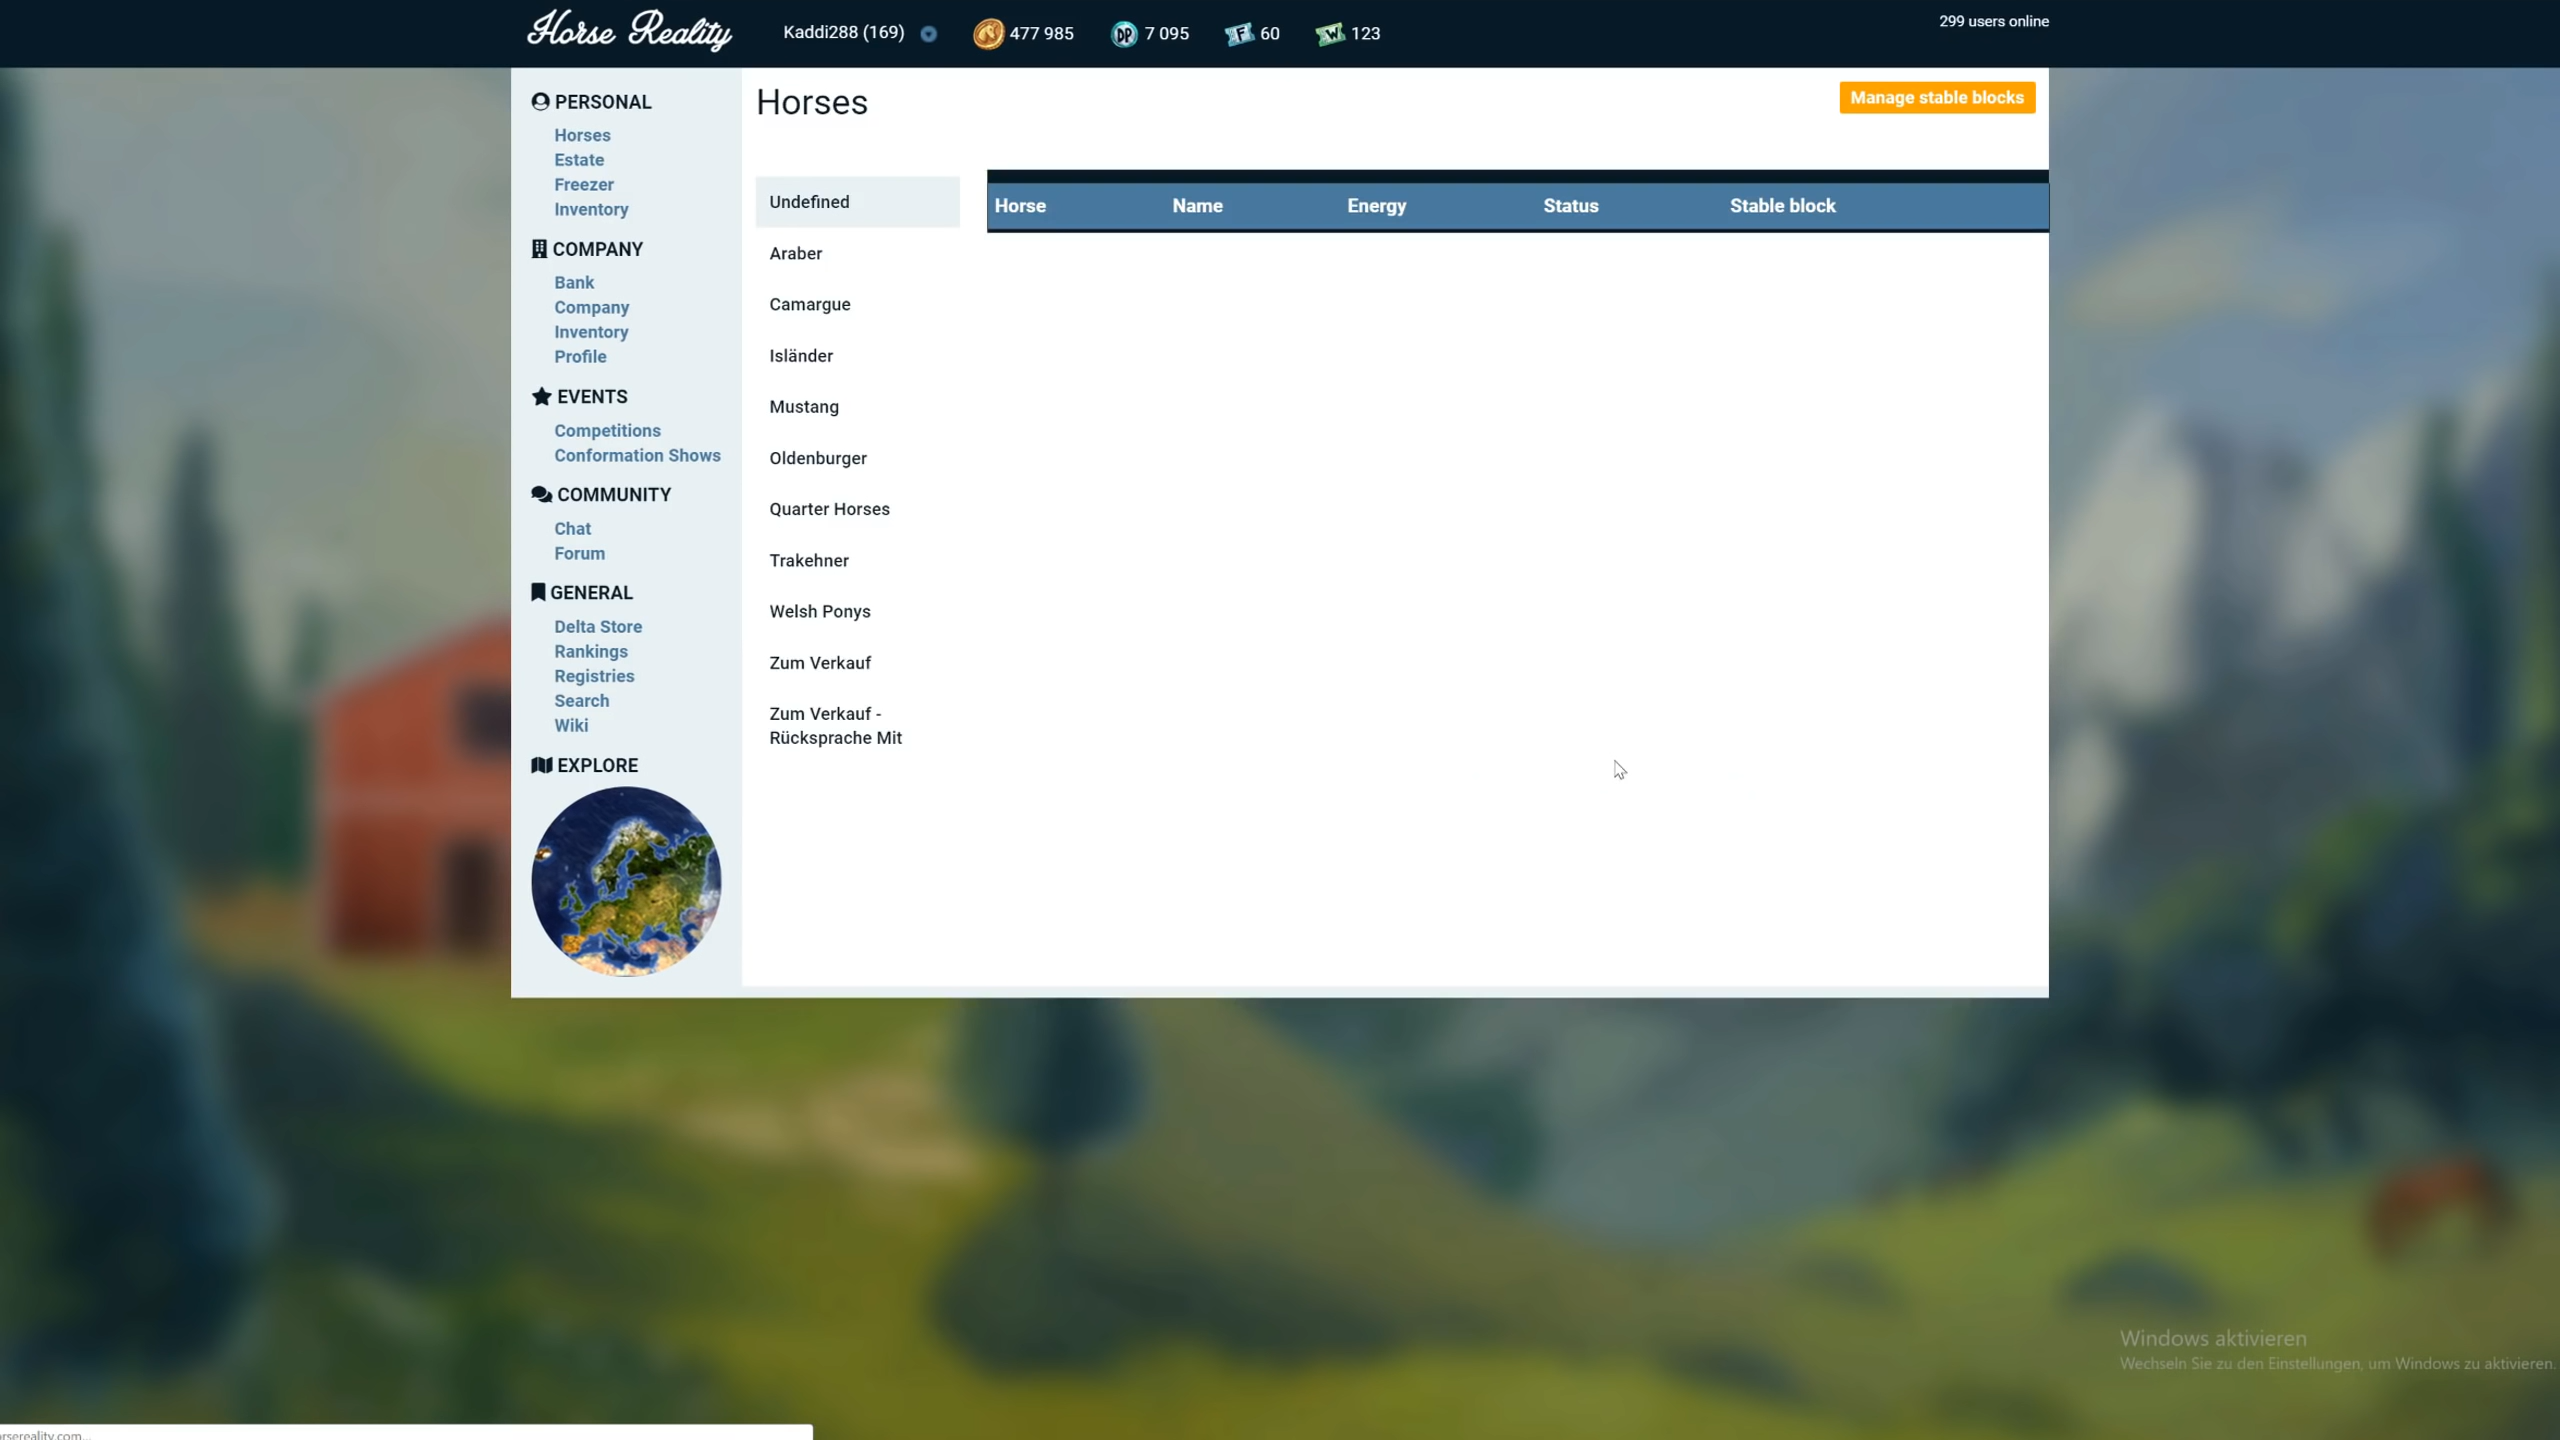 Horse Reality
Kaddi288 (169)
477 985
DP
7 095
F
60
W
123
299 users online
PERSONAL
Horses
Estate
Freezer
Inventory
COMPANY
Bank
Company
Inventory
Profile
EVENTS
Competitions
Conformation Shows
COMMUNITY
Chat
Forum
GENERAL
Delta Store
Rankings
Registries
Search
Wiki
EXPLORE
Horses
Manage stable blocks
Undefined
Araber
Camargue
Isländer
Mustang
Oldenburger
Quarter Horses
Trakehner
Welsh Ponys
Zum Verkauf
Zum Verkauf -
Rücksprache Mit
Horse Name Energy Status Stable block
Windows aktivieren
Wechseln Sie zu den Einstellungen, um Windows zu aktivieren.